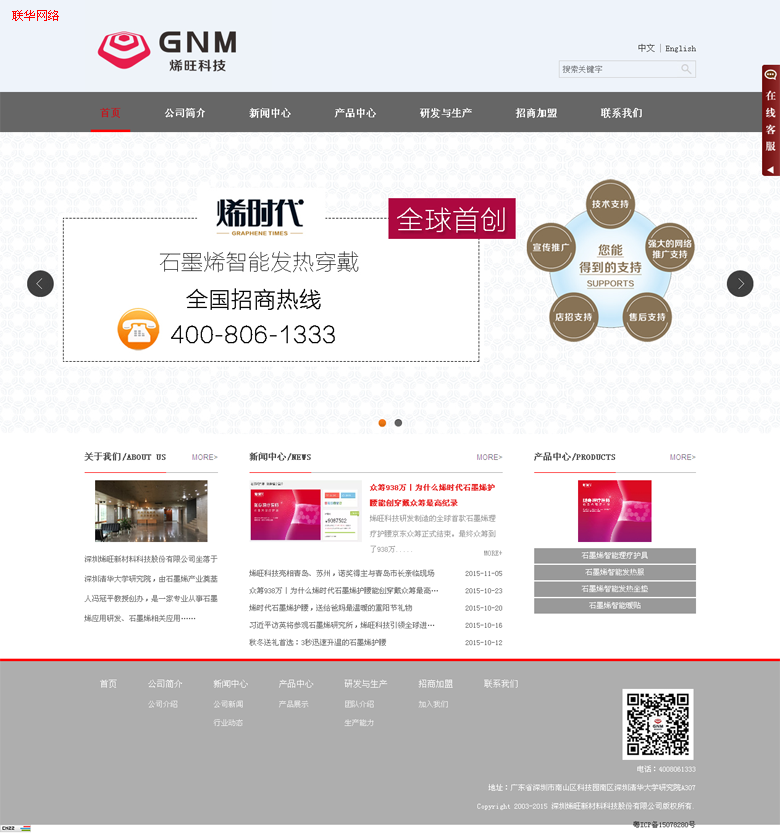 联华网络
GNM
烯旺科技
中文 | English
搜索关键字
在线客服
首页 公司简介 新闻中心 产品中心 研发与生产 招商加盟 联系我们
烯时代
GRAPHENE TIMES
全球首创
石墨烯智能发热穿戴
全国招商热线
400-806-1333
技术支持
宣传推广
强大的网络
推广支持
您能
得到的支持
SUPPORTS
店招支持
售后支持
关于我们/ABOUT US MORE>
深圳烯旺新材料科技股份有限公司坐落于
深圳清华大学研究院，由石墨烯产业奠基
人冯冠平教授创办，是一家专业从事石墨
烯应用研发、石墨烯相关应用……
新闻中心/NEWS MORE>
众筹938万丨为什么烯时代石墨烯护
腰能创穿戴众筹最高纪录
烯旺科技研发制造的全球首款石墨烯理
疗护腰京东众筹正式结束。最终众筹到
了938万.....
MORE+
烯旺科技亮相青岛、苏州，诺奖得主与青岛市长亲临现场 2015-11-05
众筹938万丨为什么烯时代石墨烯护腰能创穿戴众筹最高… 2015-10-23
烯时代石墨烯护腰，送给爸妈最温暖的重阳节礼物 2015-10-20
习近平访英将参观石墨烯研究所，烯旺科技引领全球进… 2015-10-16
秋冬送礼首选：3秒迅速升温的石墨烯护腰 2015-10-12
产品中心/PRODUCTS MORE>
石墨烯智能理疗护具
石墨烯智能发热服
石墨烯智能发热坐垫
石墨烯智能暖贴
首页 公司简介 新闻中心 产品中心 研发与生产 招商加盟 联系我们
公司介绍 公司新闻 产品展示 团队介绍 加入我们
行业动态 生产能力
GNM
电话：4008061333
地址：广东省深圳市南山区科技园南区深圳清华大学研究院A307
Copyright 2003-2015 深圳烯旺新材料科技股份有限公司版权所有.
粤ICP备15078280号
CNZZ